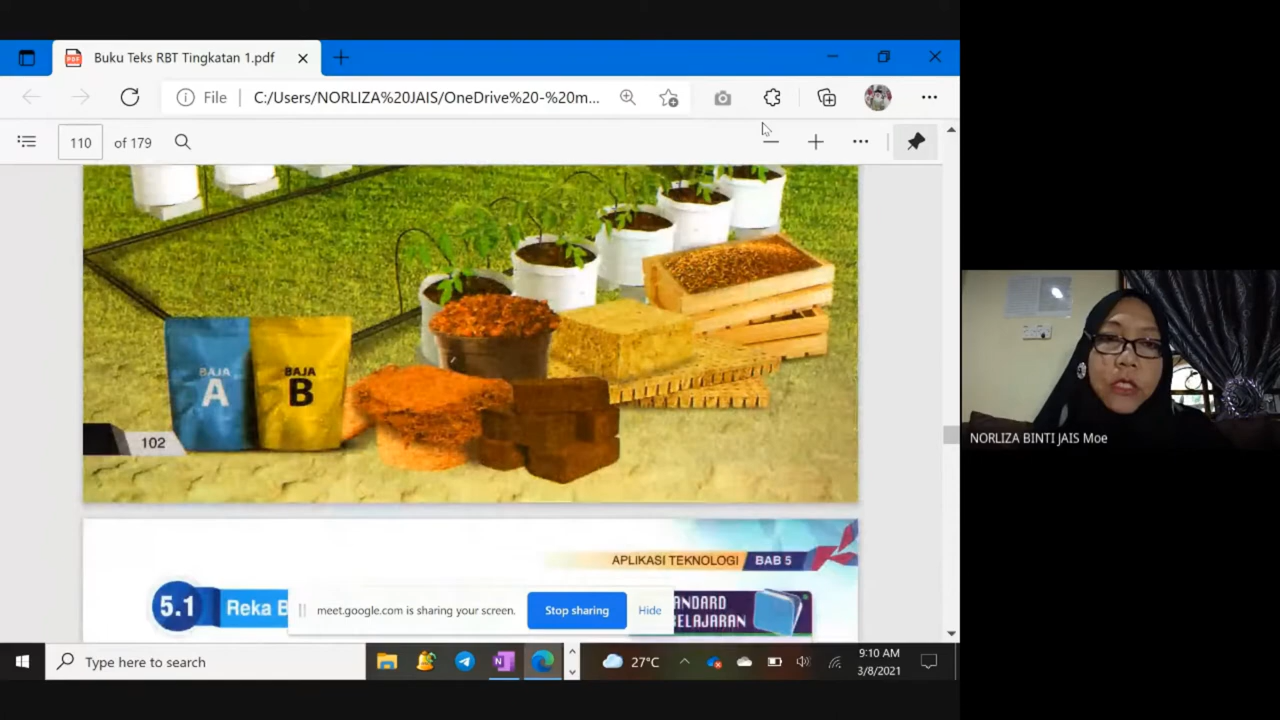 Buku Teks RBT Tingkatan 1.pdf
File
C:/Users/NORLIZA%20JAIS/OneDrive%20-%20m...
110
of 179
BAJA
A
BAJA
B
102
APLIKASI TEKNOLOGI
BAB 5
5.1
Reka B
ANDARD
ELAJARAN
meet.google.com is sharing your screen.
Stop sharing
Hide
NORLIZA BINTI JAIS Moe
Type here to search
27°C
9:10 AM
3/8/2021